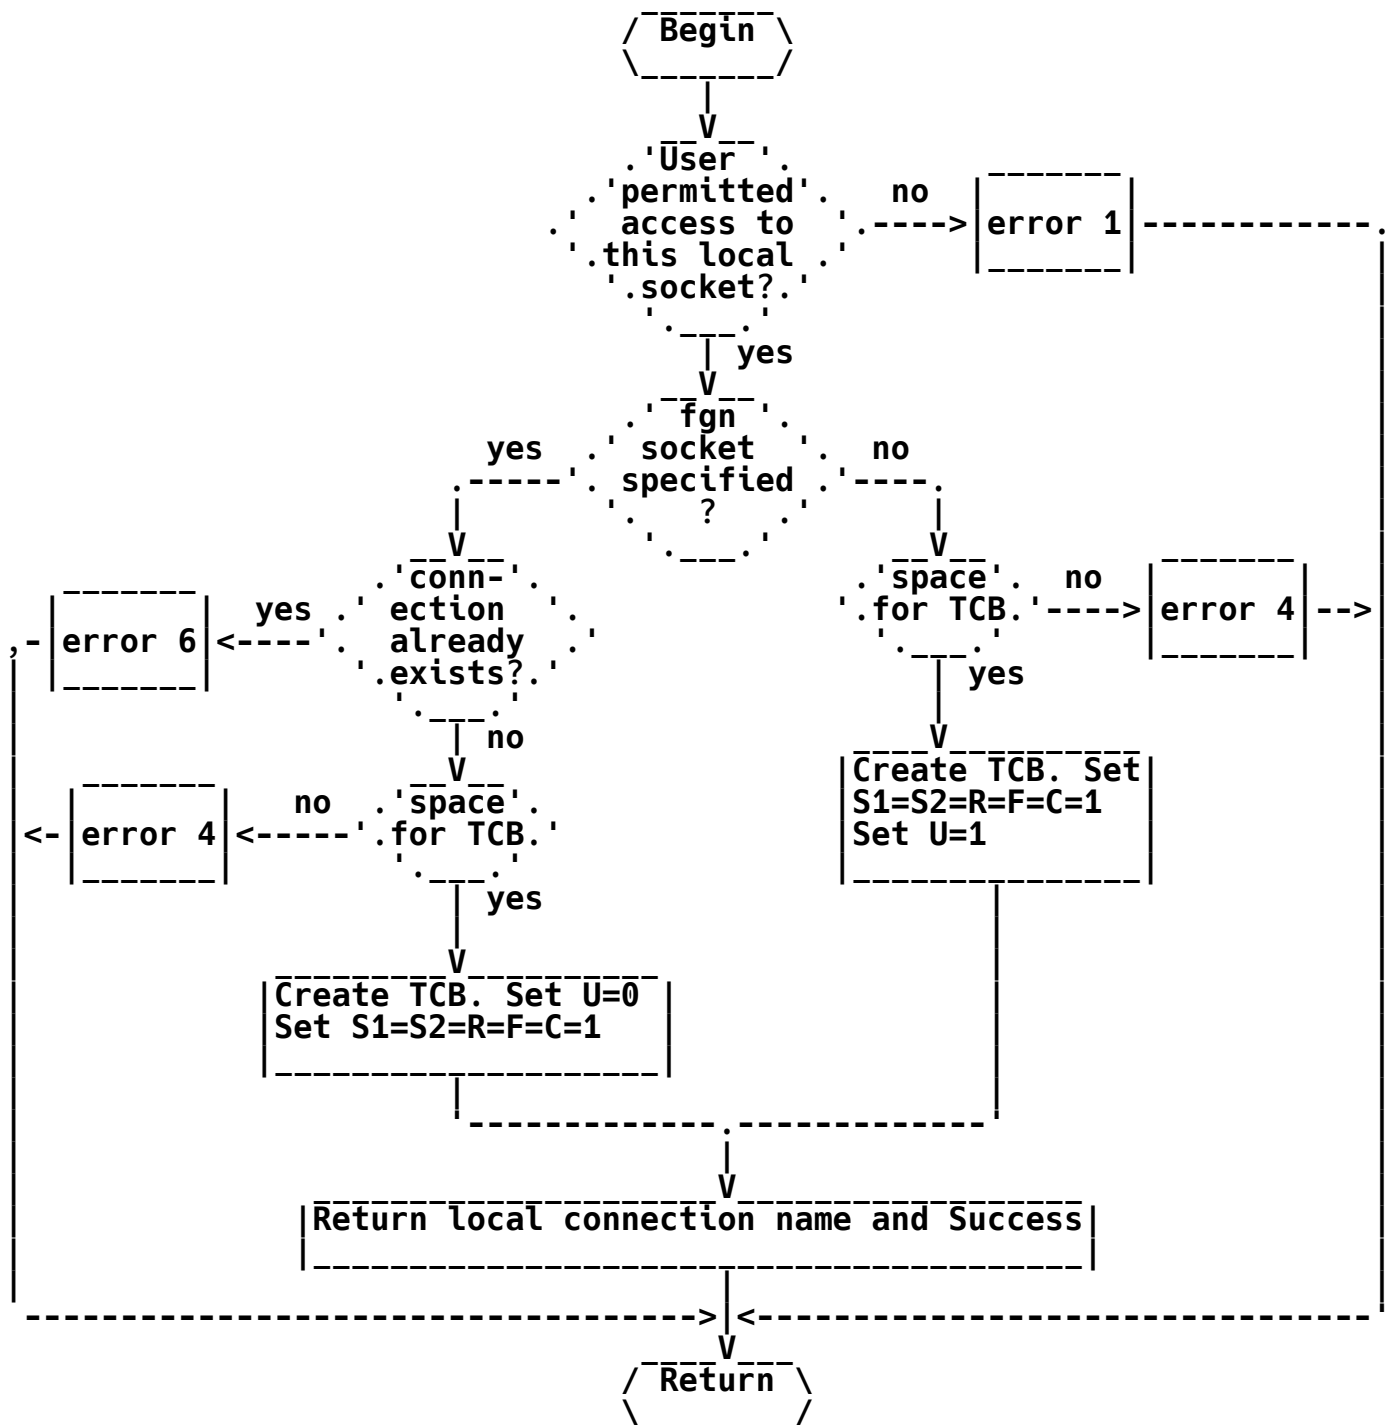 Begin
User
permitted
access to
this local
socket?
no
error 1
yes
fgn
socket
specified
?
yes
no
conn-
ection
already
exists?
yes
error 6
no
space
for TCB.
no
error 4
yes
Create TCB. Set U=0
Set S1=S2=R=F=C=1
space
for TCB.
no
error 4
yes
Create TCB. Set
S1=S2=R=F=C=1
Set U=1
Return local connection name and Success
Return